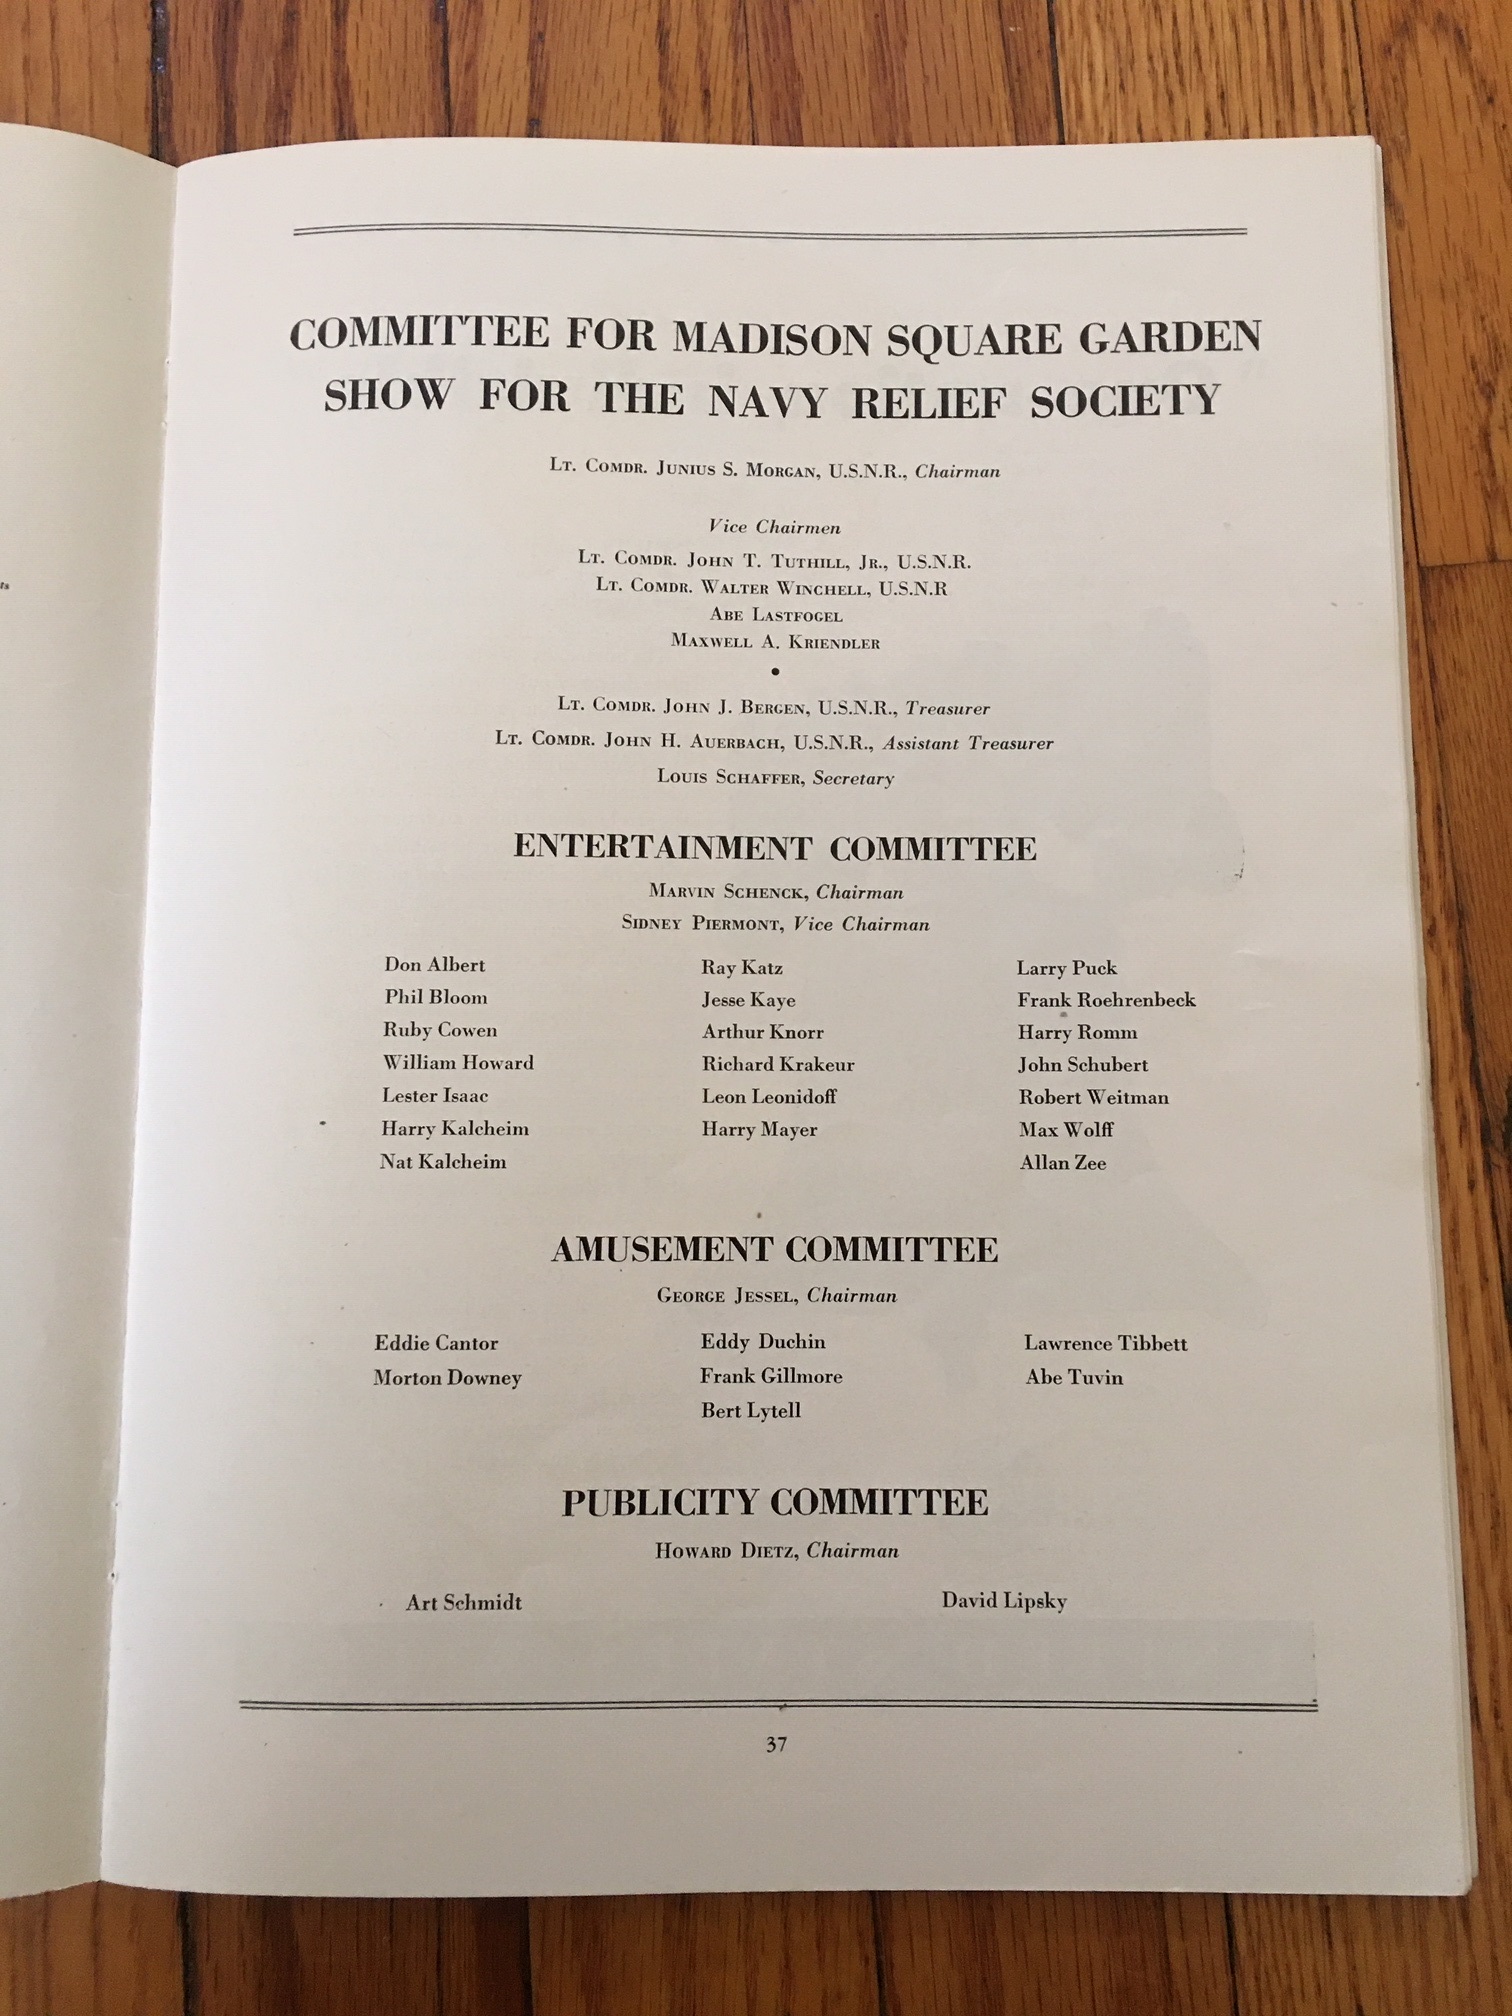 COMMITTEE FOR MADISON SQUARE GARDEN
SHOW FOR THE NAVY RELIEF SOCIETY
LT. COMDR. JUNIUS S. MORGAN, U.S.N.R., Chairman
Vice Chairmen
LT. COMDR. JOHN T. TUTHILL, JR., U.S.N.R.
LT. COMDR. WALTER WINCHELL, U.S.N.R
ABE LASTFOGEL
MAXWELL A. KRIENDLER
•
LT. COMDR. JOHN J. BERGEN, U.S.N.R., Treasurer
LT. COMDR. JOHN H. AUERBACH, U.S.N.R., Assistant Treasurer
LOUIS SCHAFFER, Secretary
ENTERTAINMENT COMMITTEE
MARVIN SCHENCK, Chairman
SIDNEY PIERMONT, Vice Chairman
Don Albert Ray Katz Larry Puck
Phil Bloom Jesse Kaye Frank Roehrenbeck
Ruby Cowen Arthur Knorr Harry Romm
William Howard Richard Krakeur John Schubert
Lester Isaac Leon Leonidoff Robert Weitman
Harry Kalcheim Harry Mayer Max Wolff
Nat Kalcheim Allan Zee
AMUSEMENT COMMITTEE
GEORGE JESSEL, Chairman
Eddie Cantor Eddy Duchin Lawrence Tibbett
Morton Downey Frank Gillmore Abe Tuvin
Bert Lytell
PUBLICITY COMMITTEE
HOWARD DIETZ, Chairman
Art Schmidt David Lipsky
37